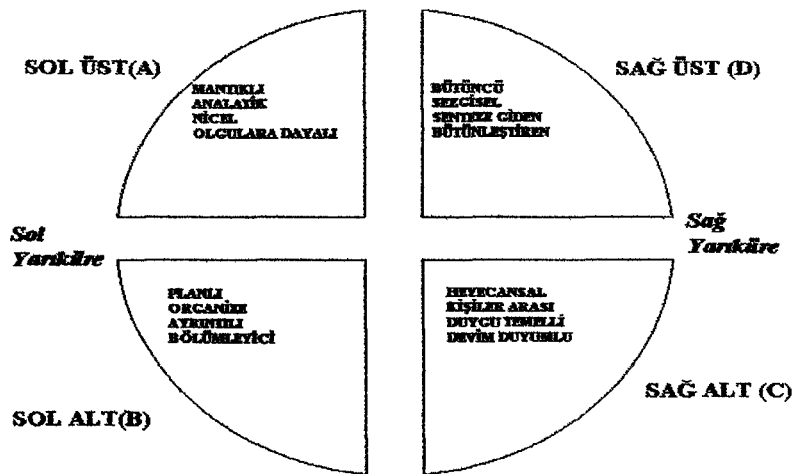 SOL ÜST(A)
MANTIKLI
ANALATİK
NİCEL
OLGULARA DAYALI
SAĞ ÜST (D)
BÜTÜNCÜ
SEZGİSEL
SENTEZE GİDEN
BÜTÜNLEŞTİREN
Sol
Yarıküre
Sağ
Yarıküre
PLANLI
ORGANİZE
AYRINTILI
BÖLÜMLEYİCİ
SOL ALT(B)
HEYECANSAL
KİŞİLER ARASI
DUYGU TEMELLİ
DEVİM DUYUMLU
SAĞ ALT (C)